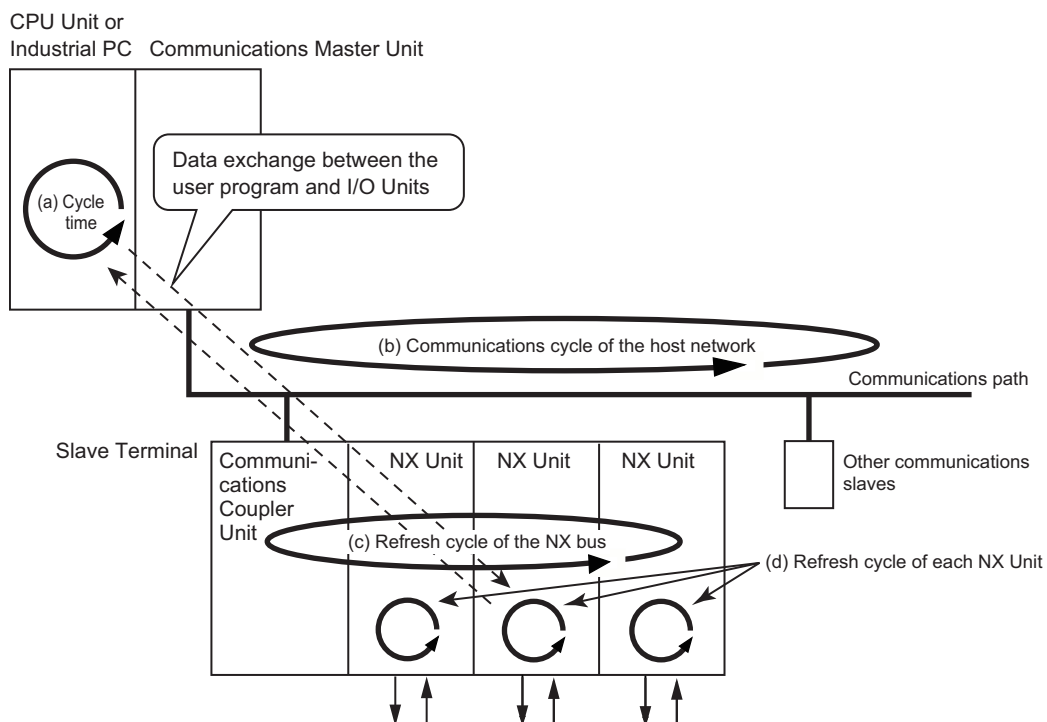 CPU Unit or
Industrial PC
Communications Master Unit
Data exchange between the
user program and I/O Units
(a) Cycle
time
(b) Communications cycle of the host network
Communications path
Slave Terminal
Communi-
cations
Coupler
Unit
NX Unit
NX Unit
NX Unit
Other communications
slaves
(c) Refresh cycle of the NX bus
(d) Refresh cycle of each NX Unit